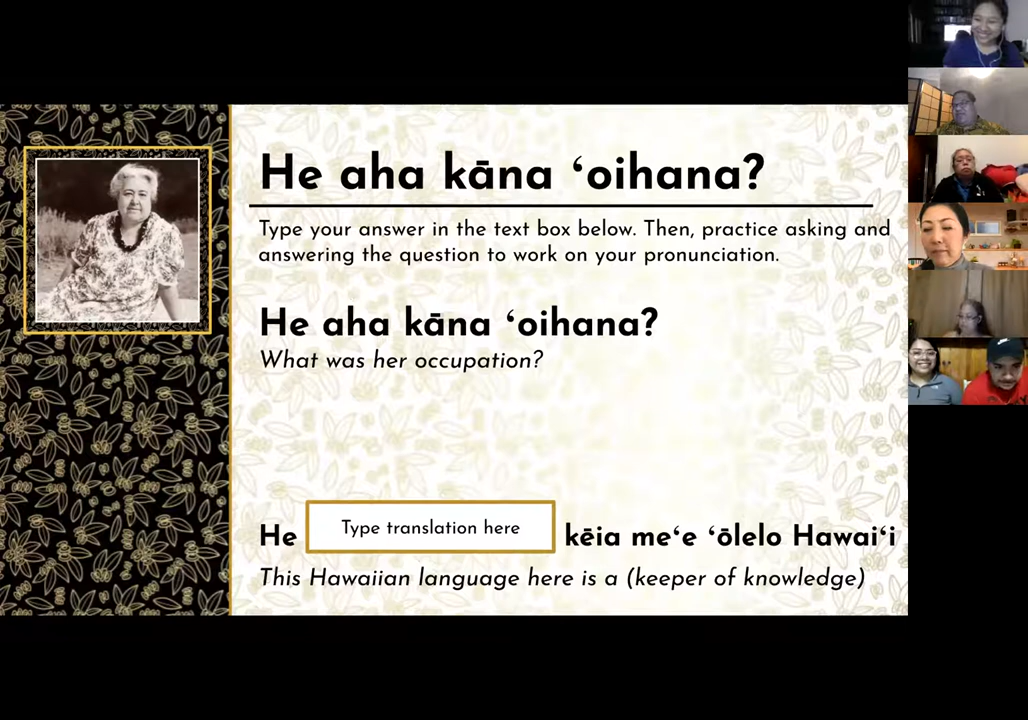 He aha kāna ʻoihana?
Type your answer in the text box below. Then, practice asking and
answering the question to work on your pronunciation.
He aha kāna ʻoihana?
What was her occupation?
He Type translation here kēia meʻe ʻōlelo Hawaiʻi
This Hawaiian language here is a (keeper of knowledge)